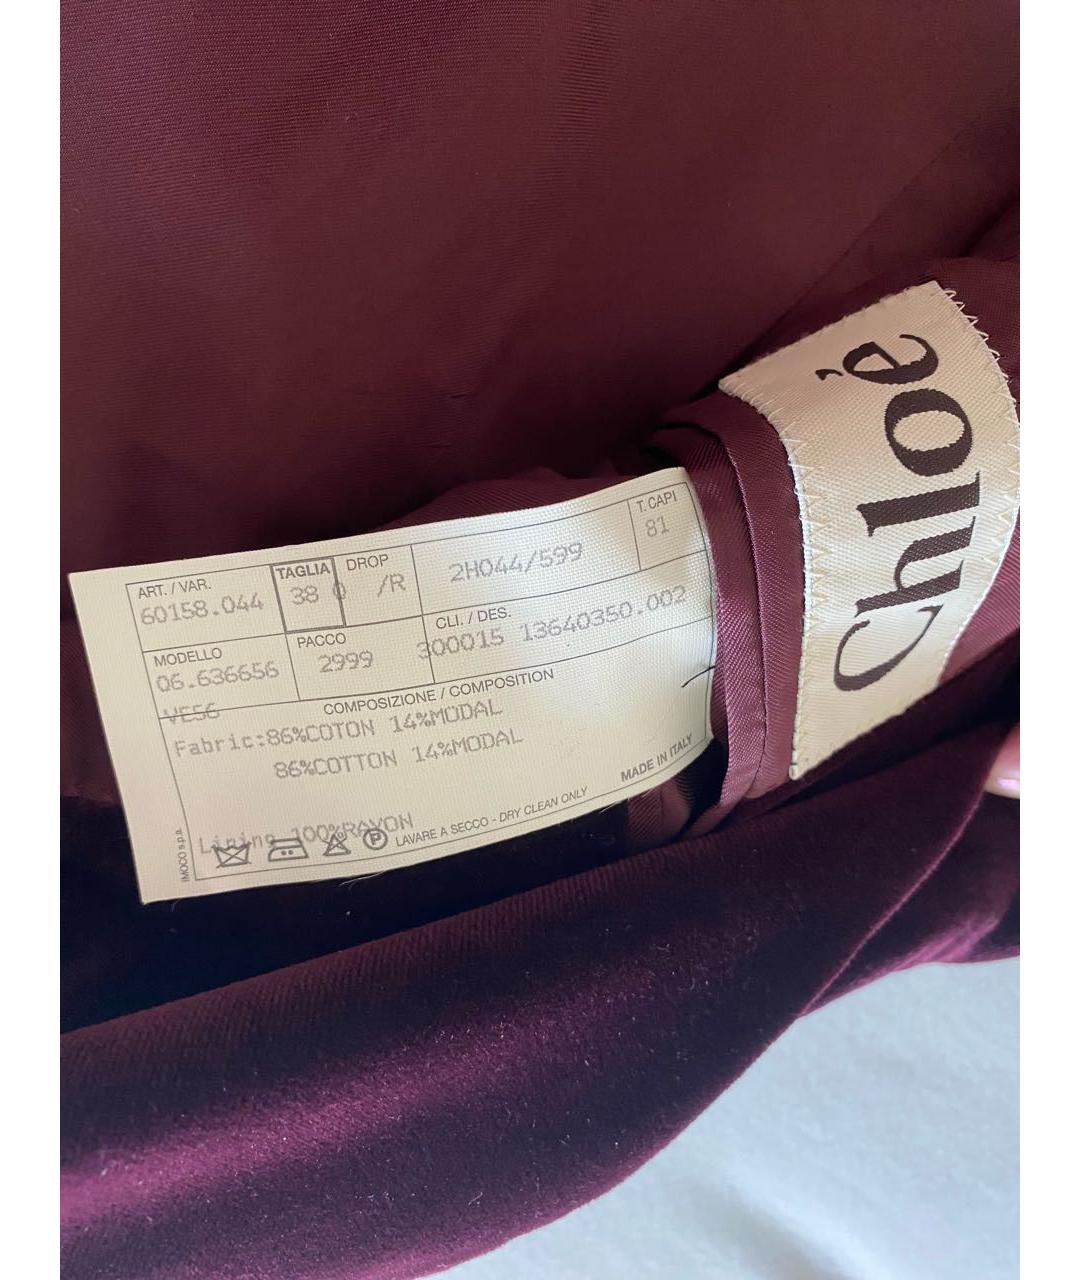 Chloé
ART. / VAR. TAGLIA DROP T. CAPI
60158.044 38 0 /R 2H044/599 81
MODELLO PACCO CLI. / DES.
06.636656 2999 300015 13640350.002
VE56 COMPOSIZIONE / COMPOSITION
Fabric:86%COTON 14%MODAL
86%COTTON 14%MODAL
MADE IN ITALY
Lining 100%RAYON
P LAVARE A SECCO - DRY CLEAN ONLY
IMOCO s.p.a.